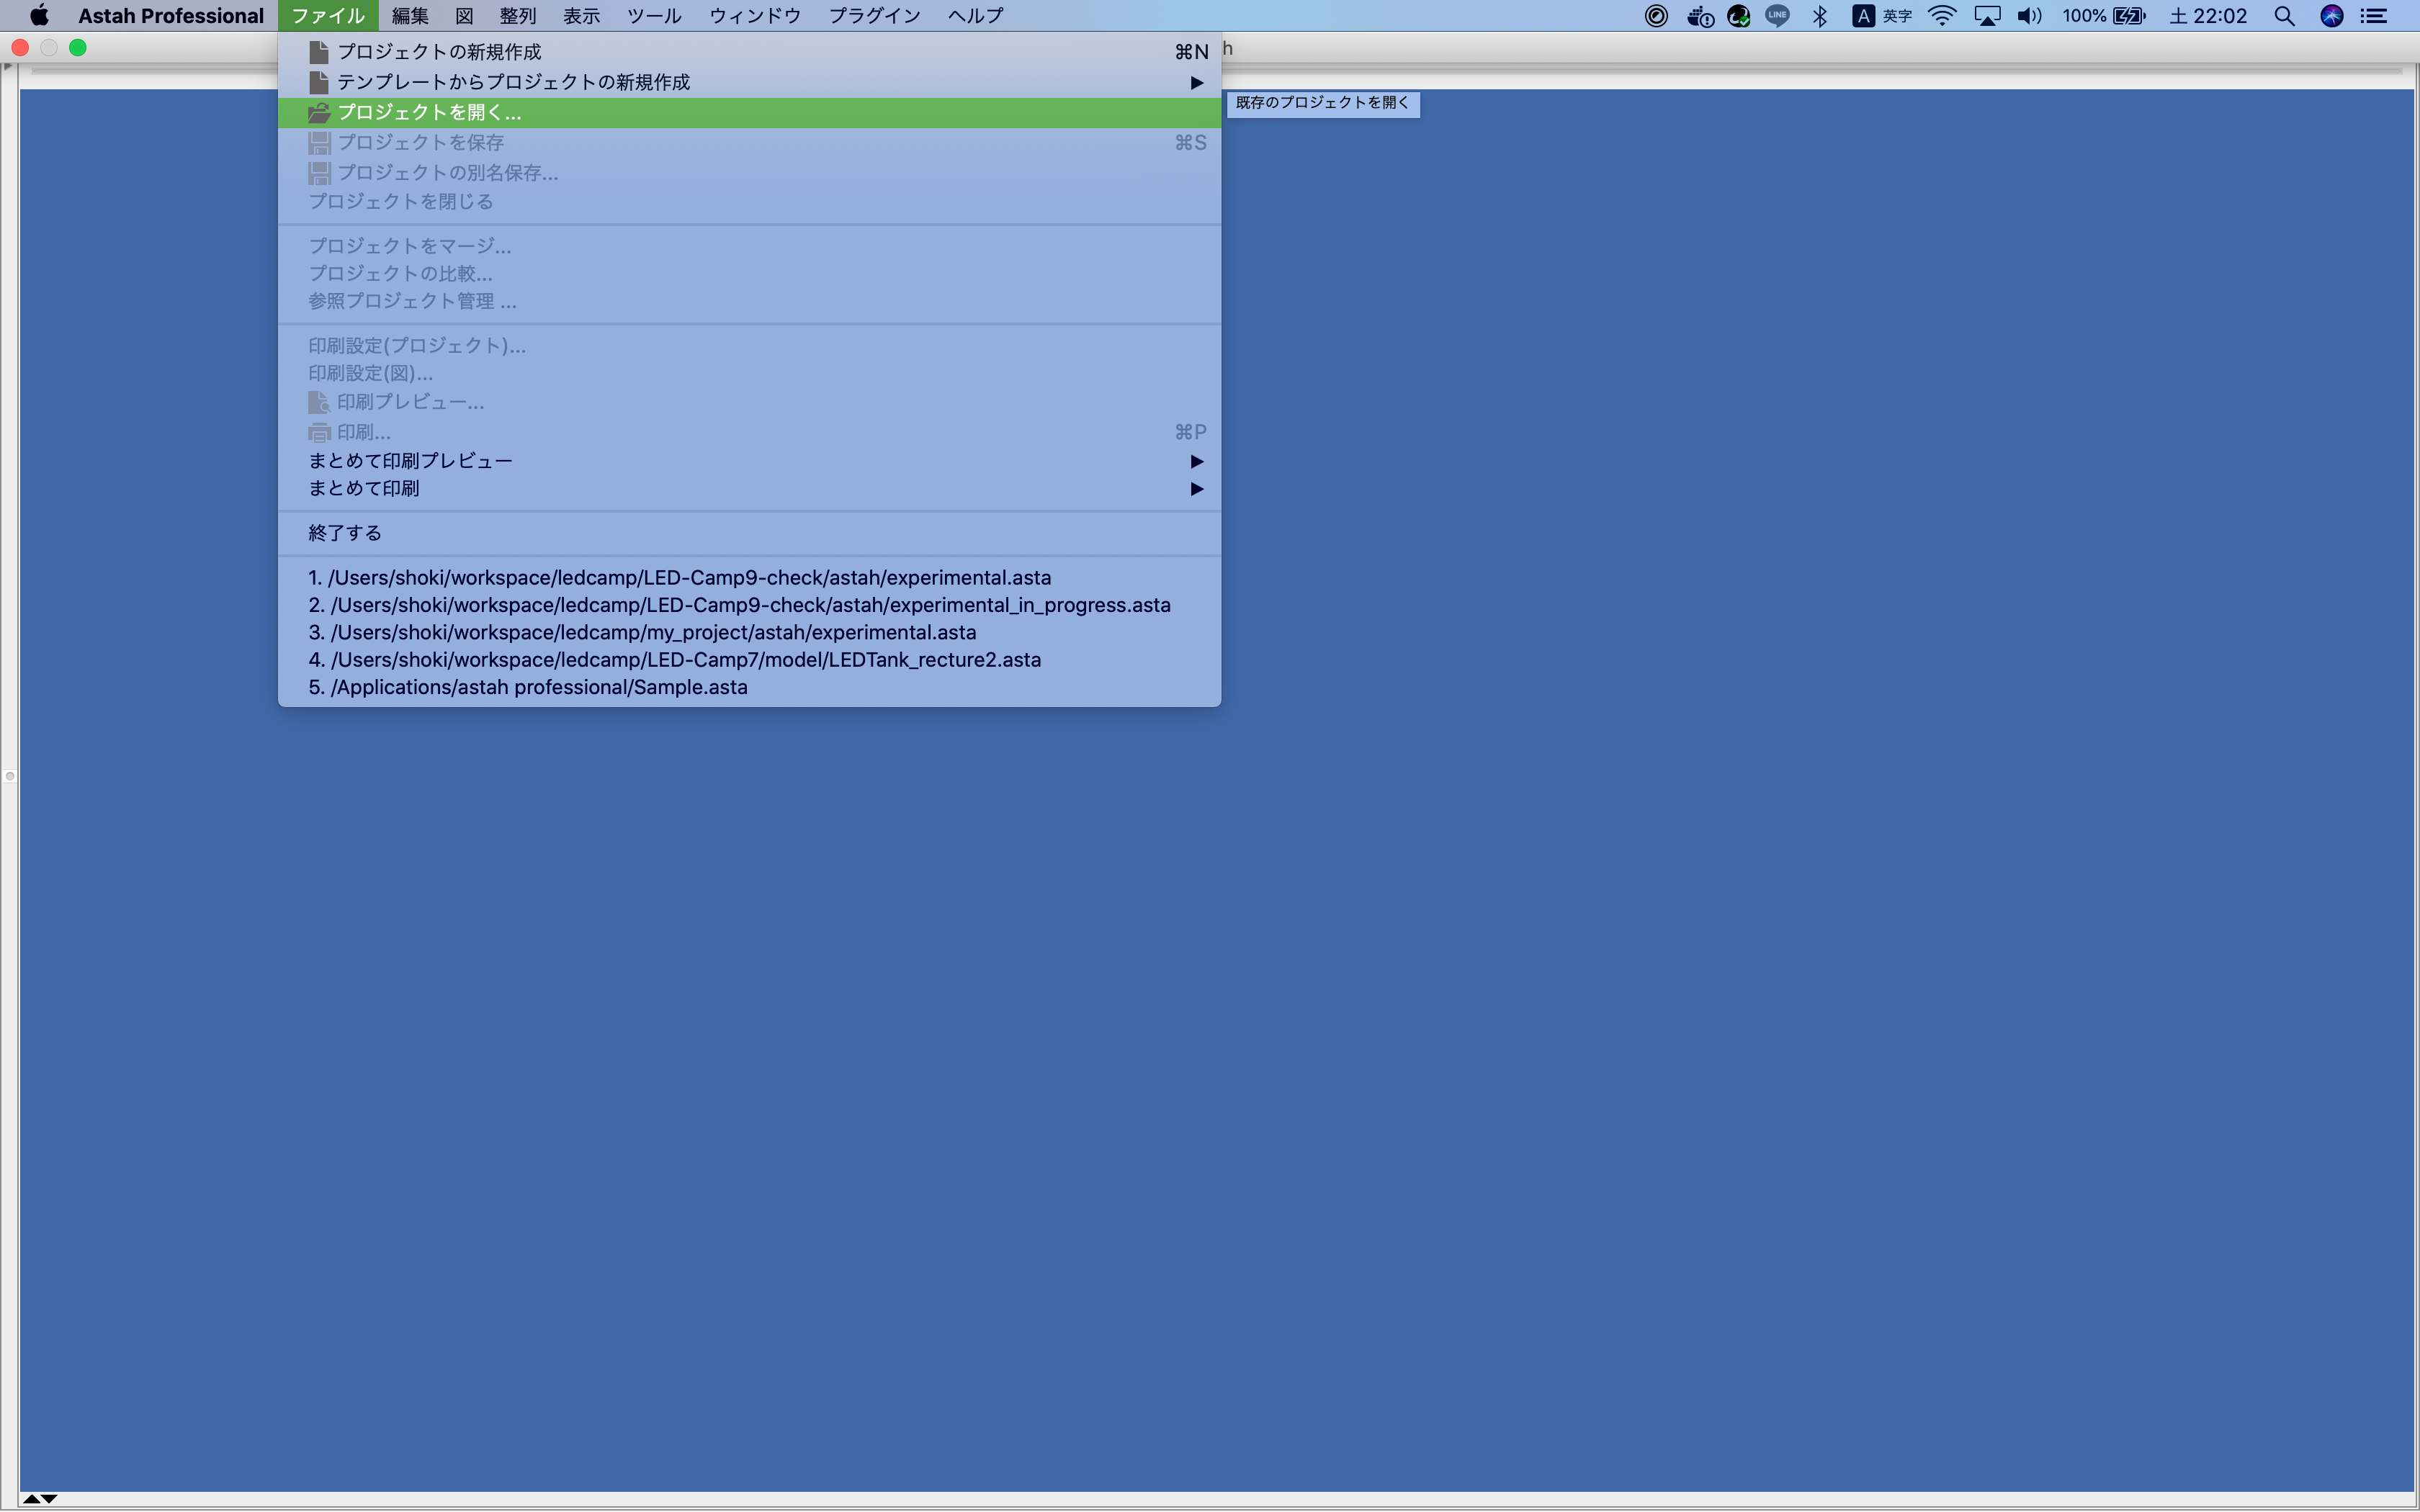 Astah Professional ファイル 編集 図 整列 表示 ツール ウィンドウ プラグイン ヘルプ LINE A 英字 100% 土 22:02
h
プロジェクトの新規作成 ⌘N
テンプレートからプロジェクトの新規作成 ▶
プロジェクトを開く...
既存のプロジェクトを開く
プロジェクトを保存 ⌘S
プロジェクトの別名保存...
プロジェクトを閉じる
プロジェクトをマージ...
プロジェクトの比較...
参照プロジェクト管理 ...
印刷設定(プロジェクト)...
印刷設定(図)...
印刷プレビュー...
印刷... ⌘P
まとめて印刷プレビュー ▶
まとめて印刷 ▶
終了する
1. /Users/shoki/workspace/ledcamp/LED-Camp9-check/astah/experimental.asta
2. /Users/shoki/workspace/ledcamp/LED-Camp9-check/astah/experimental_in_progress.asta
3. /Users/shoki/workspace/ledcamp/my_project/astah/experimental.asta
4. /Users/shoki/workspace/ledcamp/LED-Camp7/model/LEDTank_recture2.asta
5. /Applications/astah professional/Sample.asta